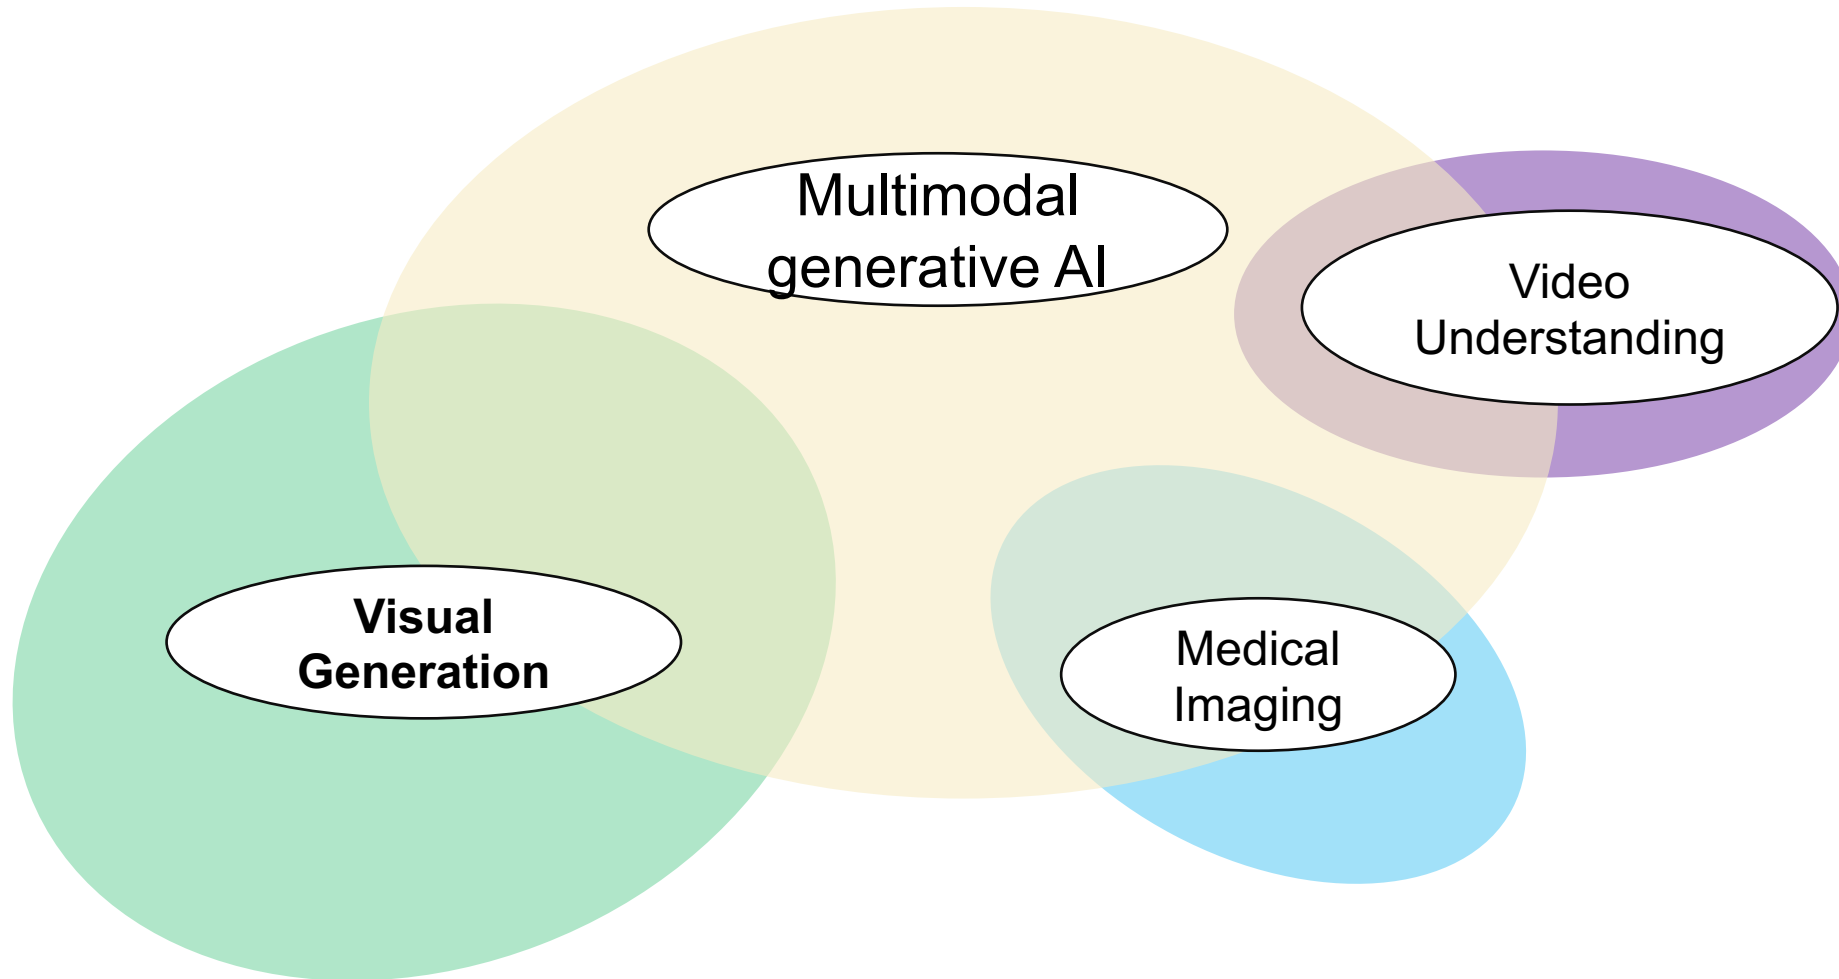 Multimodal
generative AI
Video
Understanding
Visual
Generation
Medical
Imaging